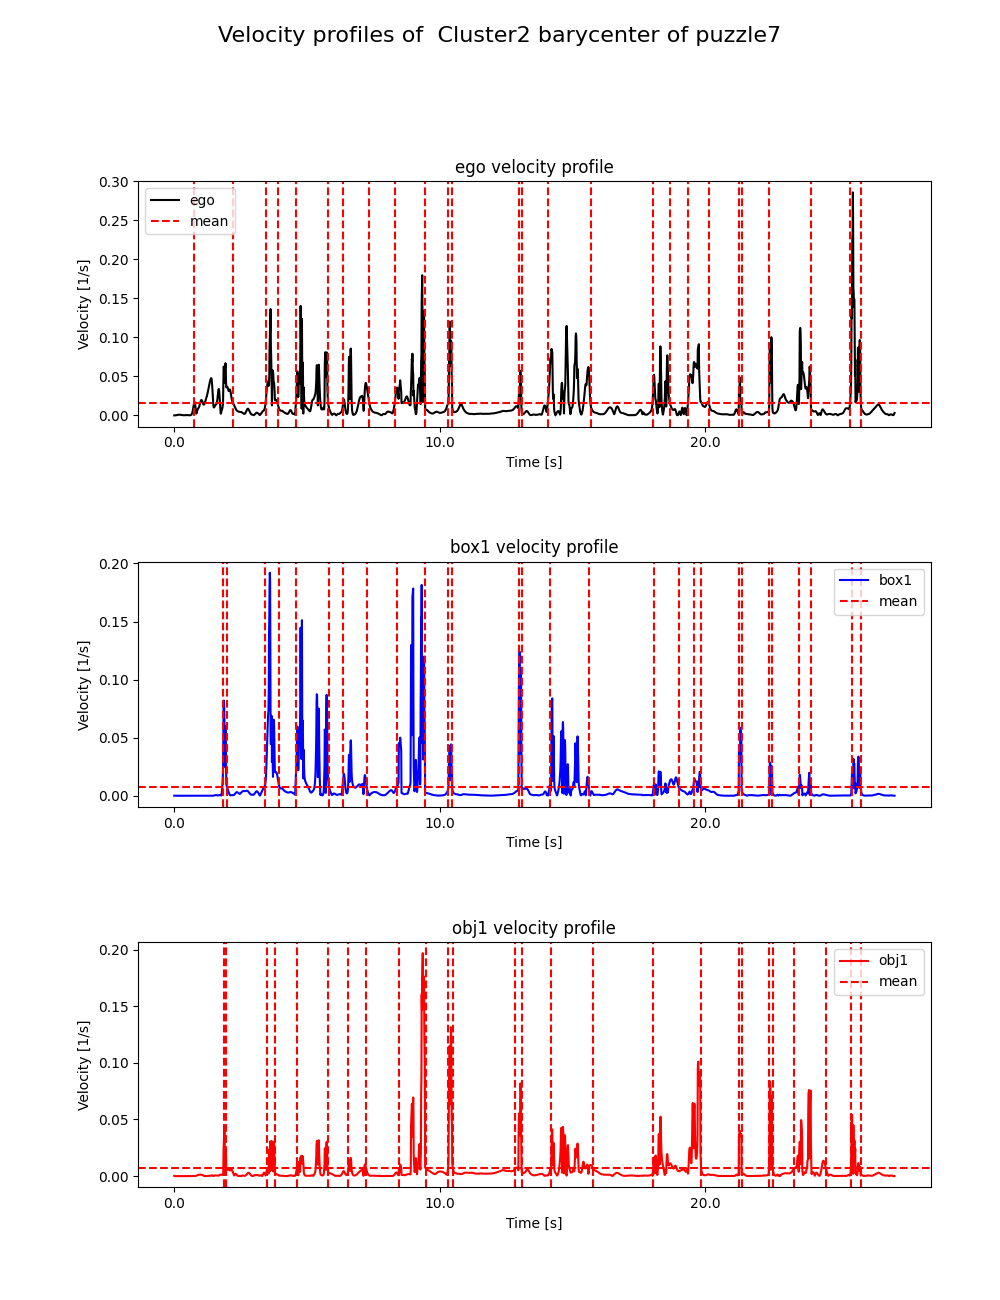 Velocity profiles of  Cluster2 barycenter of puzzle7
ego velocity profile
Velocity [1/s]
0.30
0.25
0.20
0.15
0.10
0.05
0.00
ego
mean
0.0
10.0
20.0
Time [s]
box1 velocity profile
Velocity [1/s]
0.20
0.15
0.10
0.05
0.00
box1
mean
0.0
10.0
20.0
Time [s]
obj1 velocity profile
Velocity [1/s]
0.20
0.15
0.10
0.05
0.00
obj1
mean
0.0
10.0
20.0
Time [s]